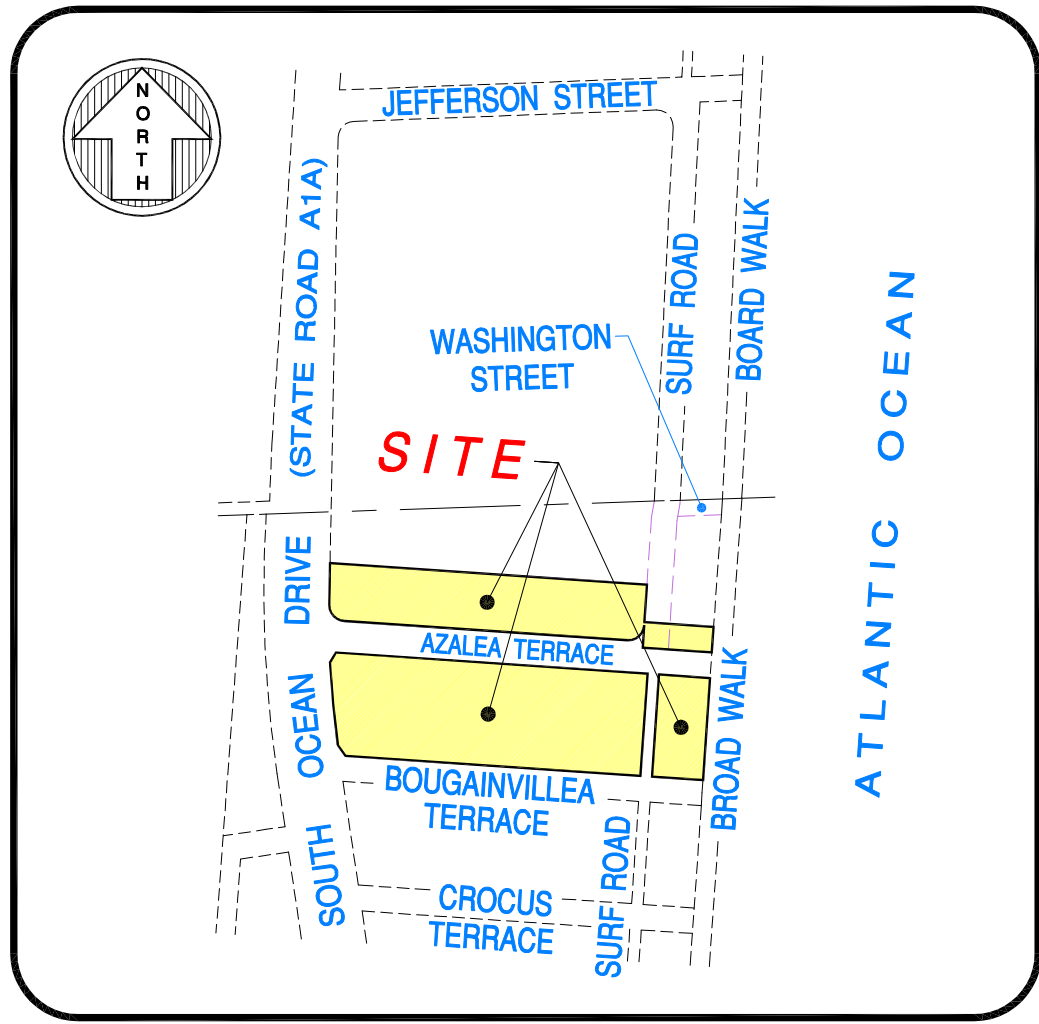 NORTH
JEFFERSON STREET
(STATE ROAD A1A)
SURF ROAD
BOARD WALK
WASHINGTON
STREET
SITE
ATLANTIC OCEAN
SOUTH OCEAN DRIVE
AZALEA TERRACE
BROAD WALK
BOUGAINVILLEA
TERRACE
SURF ROAD
CROCUS
TERRACE